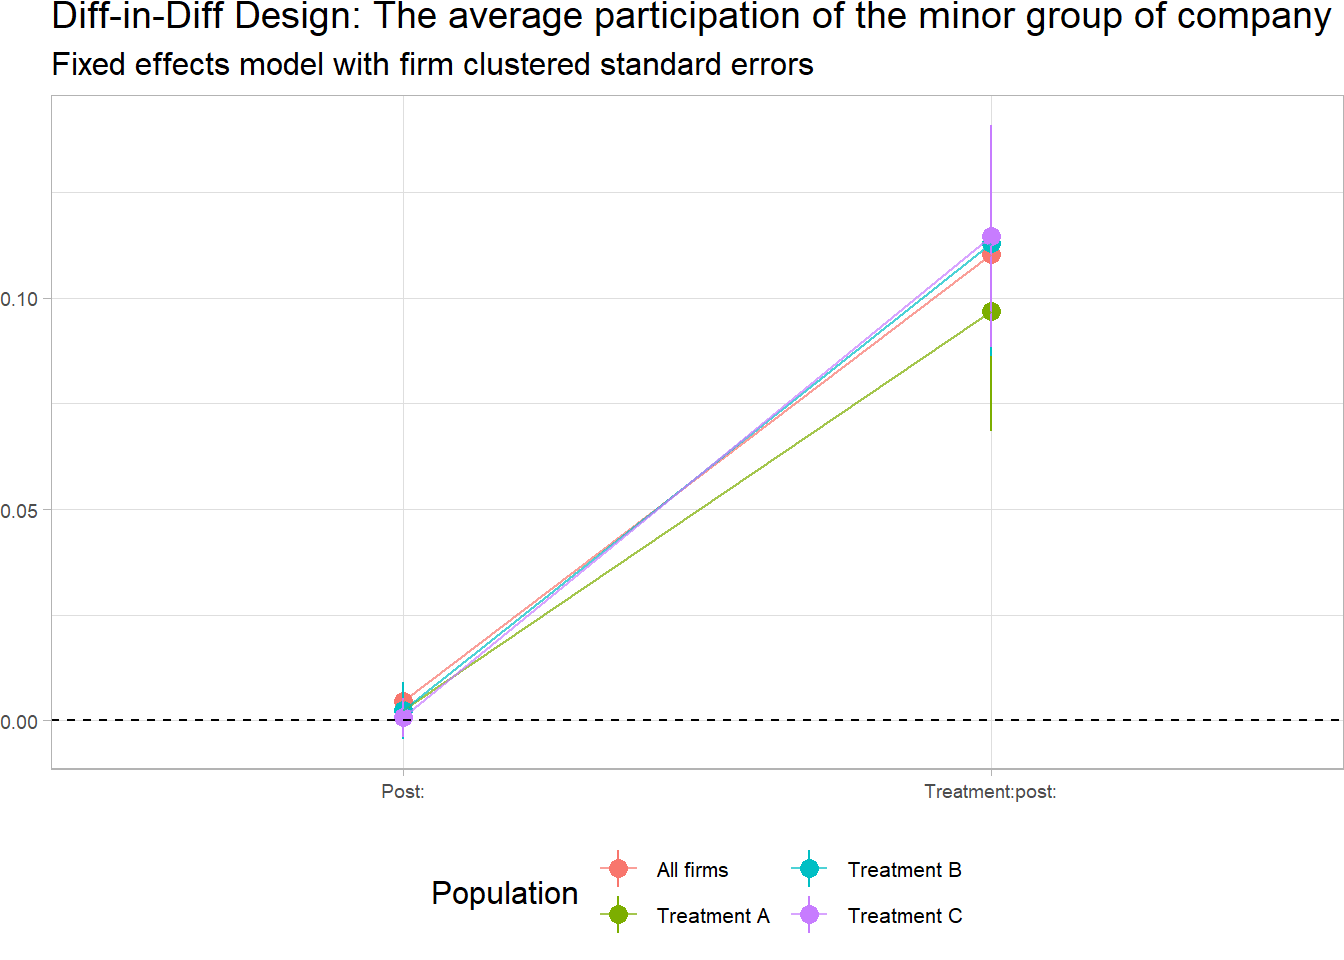 Diff-in-Diff Design: The average participation of the minor group of company
Fixed effects model with firm clustered standard errors
0.10
0.05
0.00
Post:
Treatment:post:
Population
All firms
Treatment B
Treatment A
Treatment C